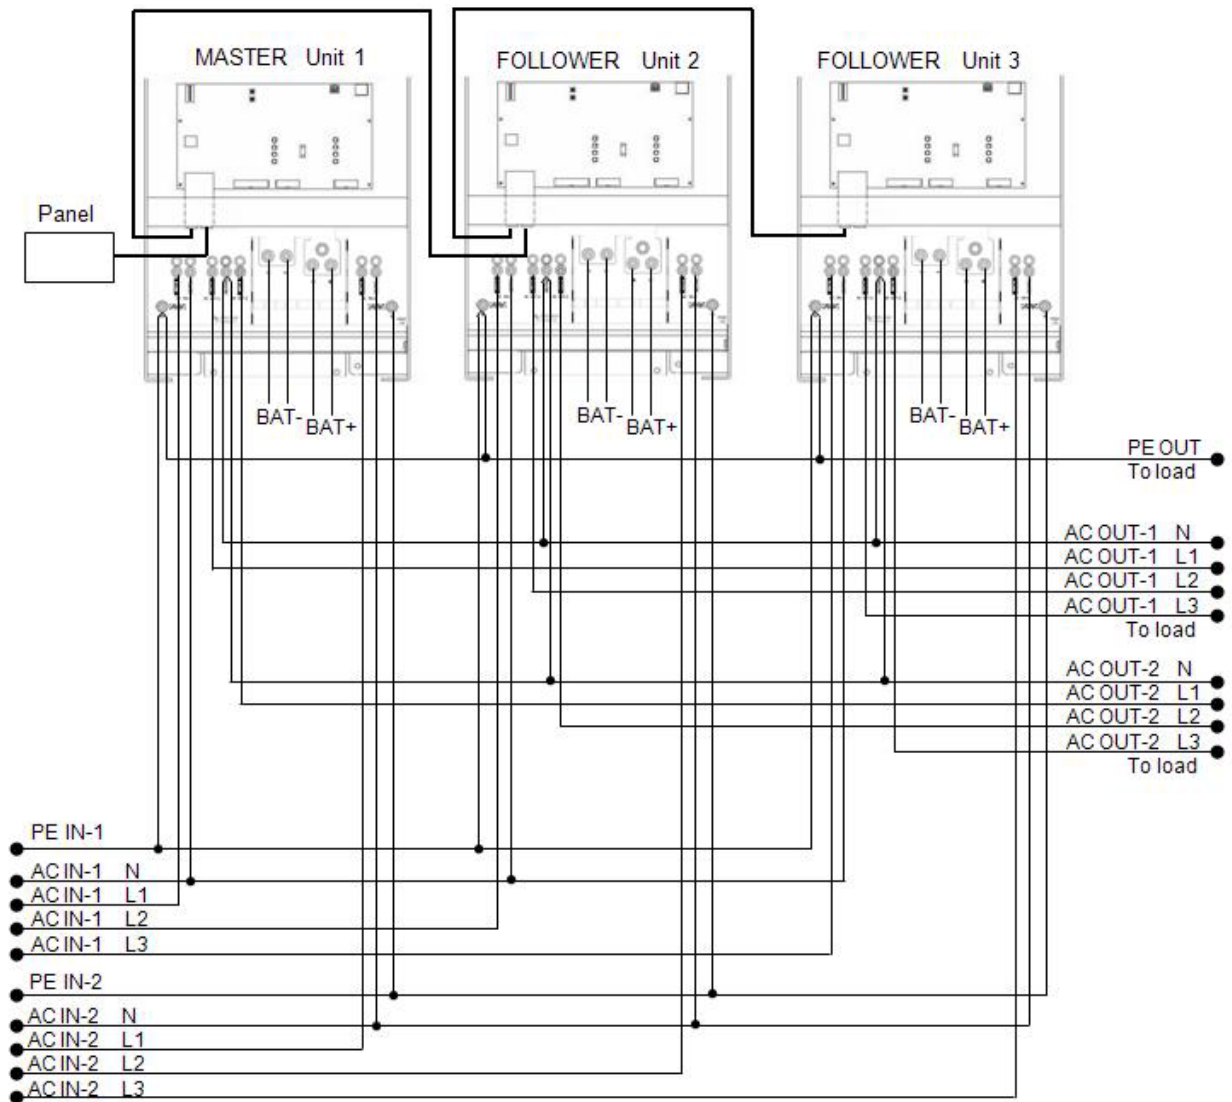 MASTER Unit 1
FOLLOWER Unit 2
FOLLOWER Unit 3
Panel
BAT-
BAT+
BAT-
BAT+
BAT-
BAT+
PE OUT
To load
AC OUT-1 N
AC OUT-1 L1
AC OUT-1 L2
AC OUT-1 L3
To load
AC OUT-2 N
AC OUT-2 L1
AC OUT-2 L2
AC OUT-2 L3
To load
PE IN-1
AC IN-1 N
AC IN-1 L1
AC IN-1 L2
AC IN-1 L3
PE IN-2
AC IN-2 N
AC IN-2 L1
AC IN-2 L2
AC IN-2 L3